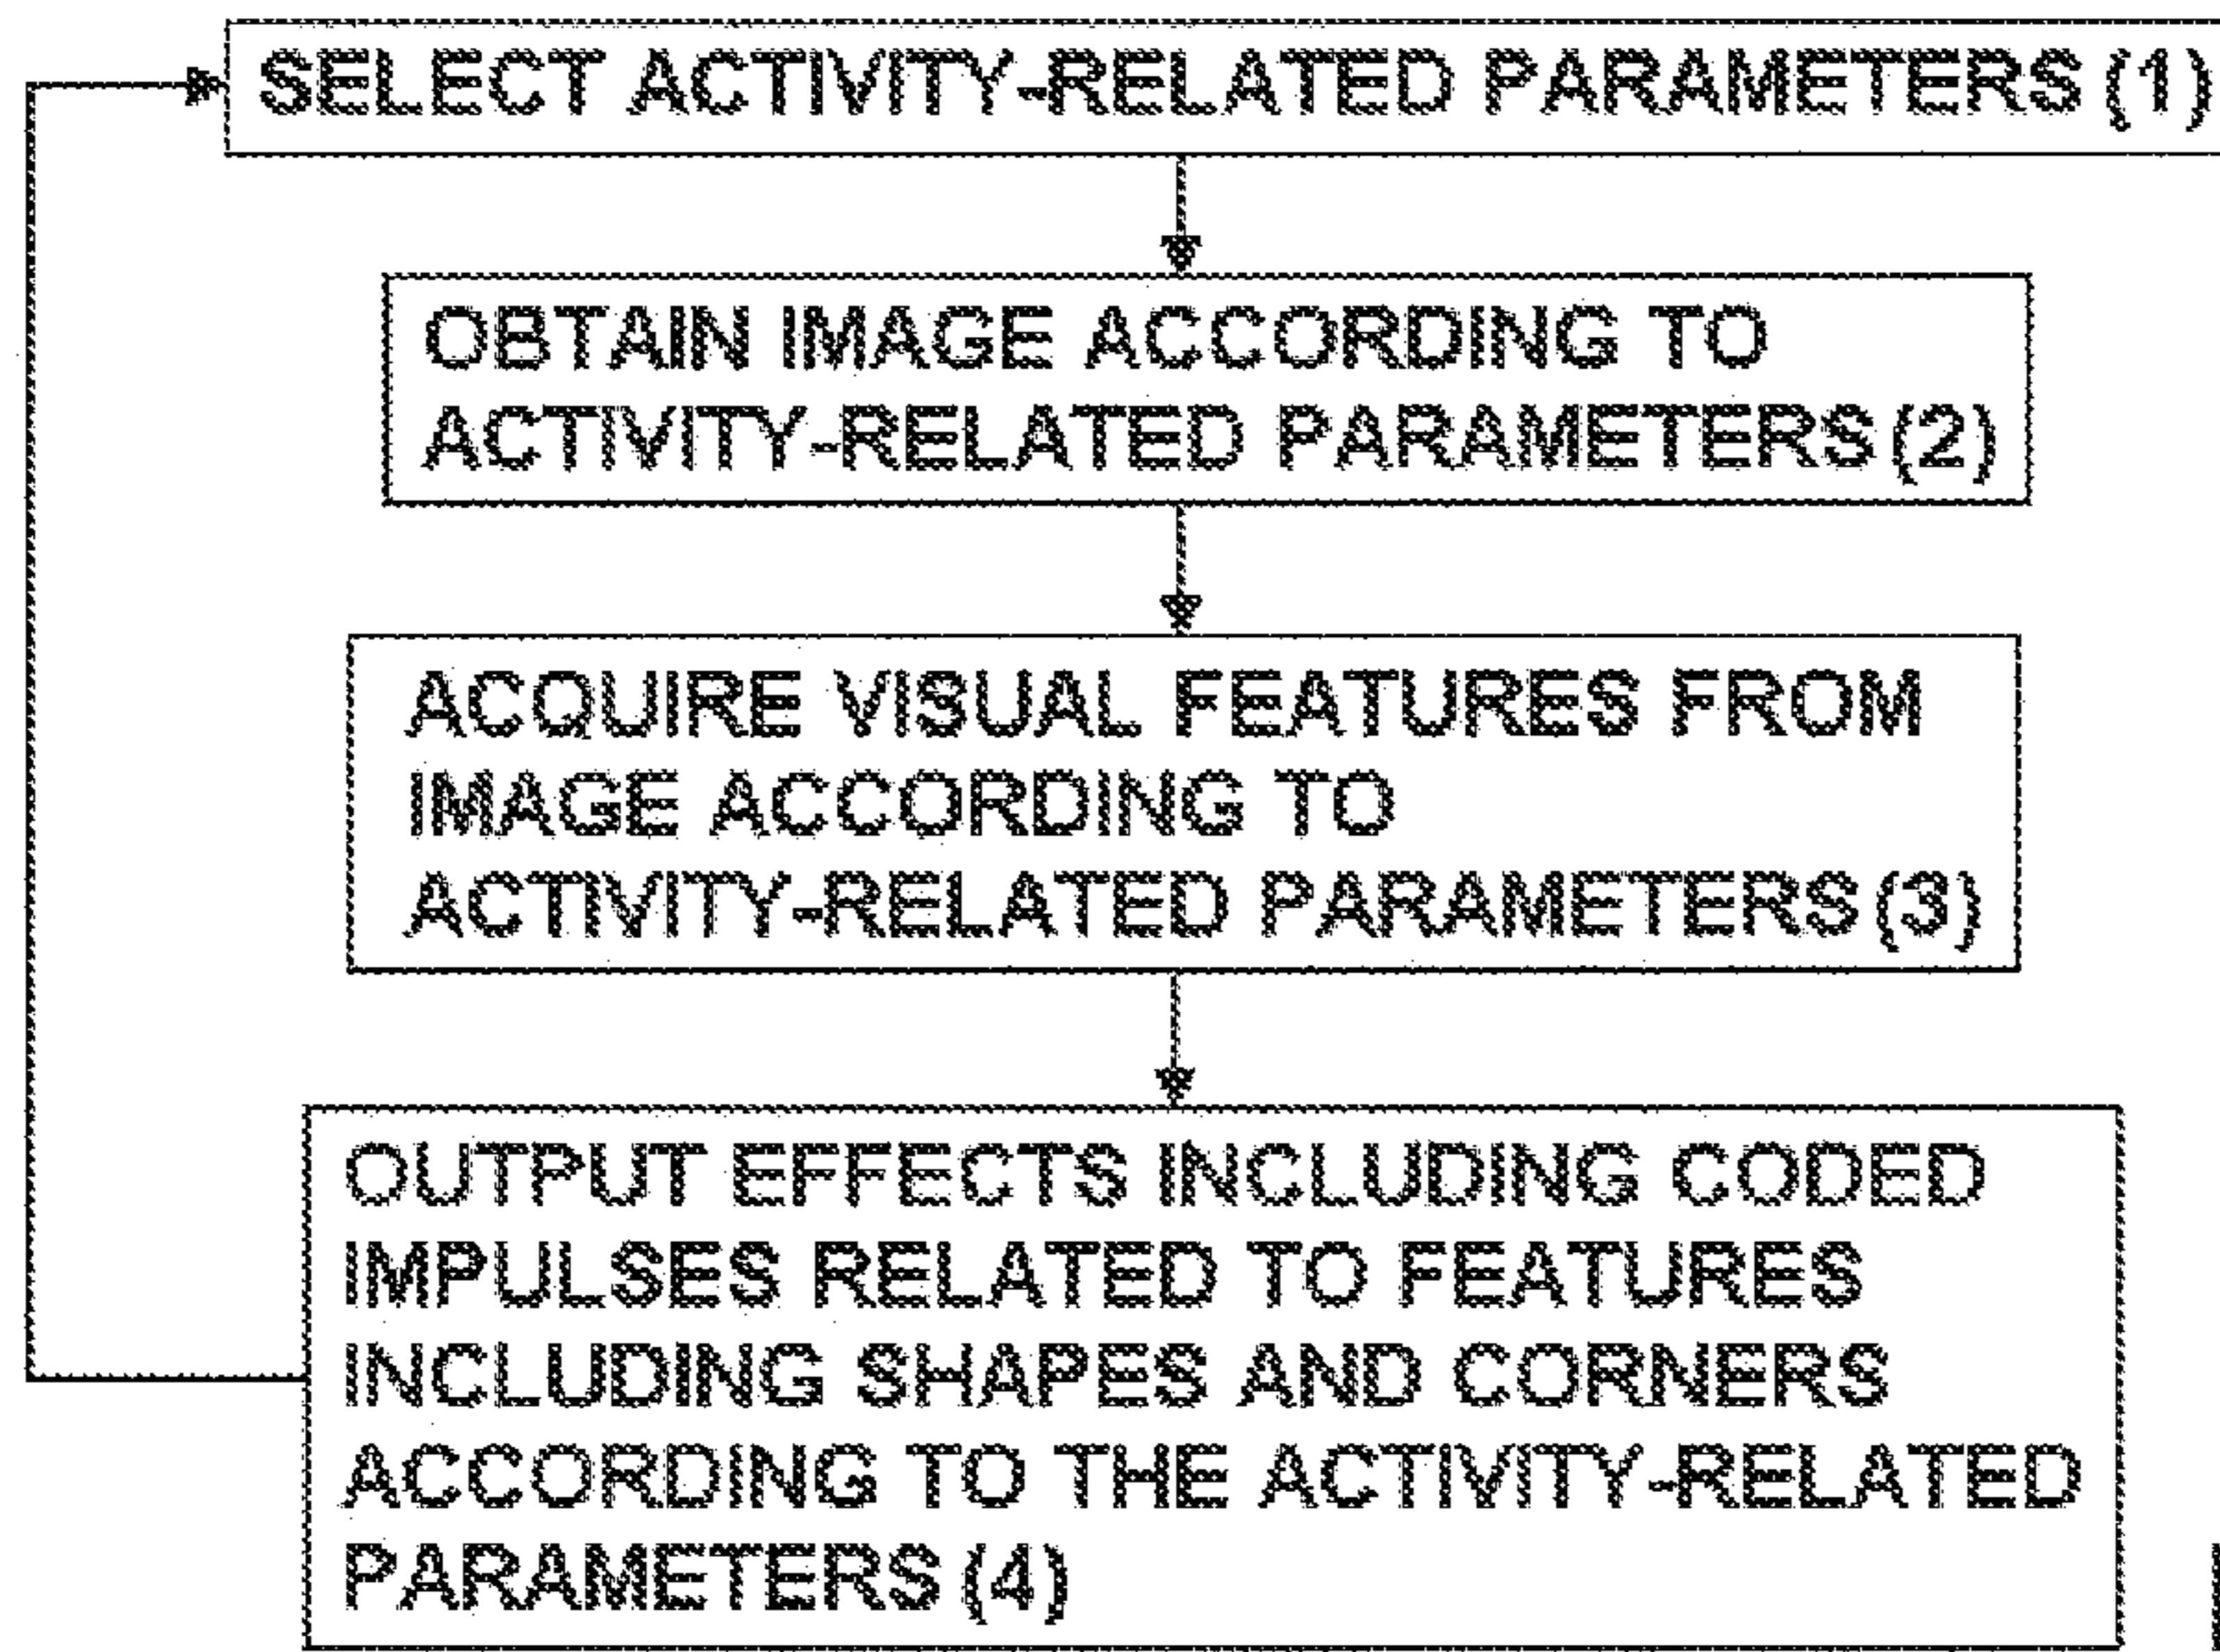 SELECT ACTIVITY-RELATED PARAMETERS (1)
OBTAIN IMAGE ACCORDING TO
ACTIVITY-RELATED PARAMETERS (2)
ACQUIRE VISUAL FEATURES FROM
IMAGE ACCORDING TO
ACTIVITY-RELATED PARAMETERS (3)
OUTPUT EFFECTS INCLUDING CODED
IMPULSES RELATED TO FEATURES
INCLUDING SHAPES AND CORNERS
ACCORDING TO THE ACTIVITY-RELATED
PARAMETERS (4)